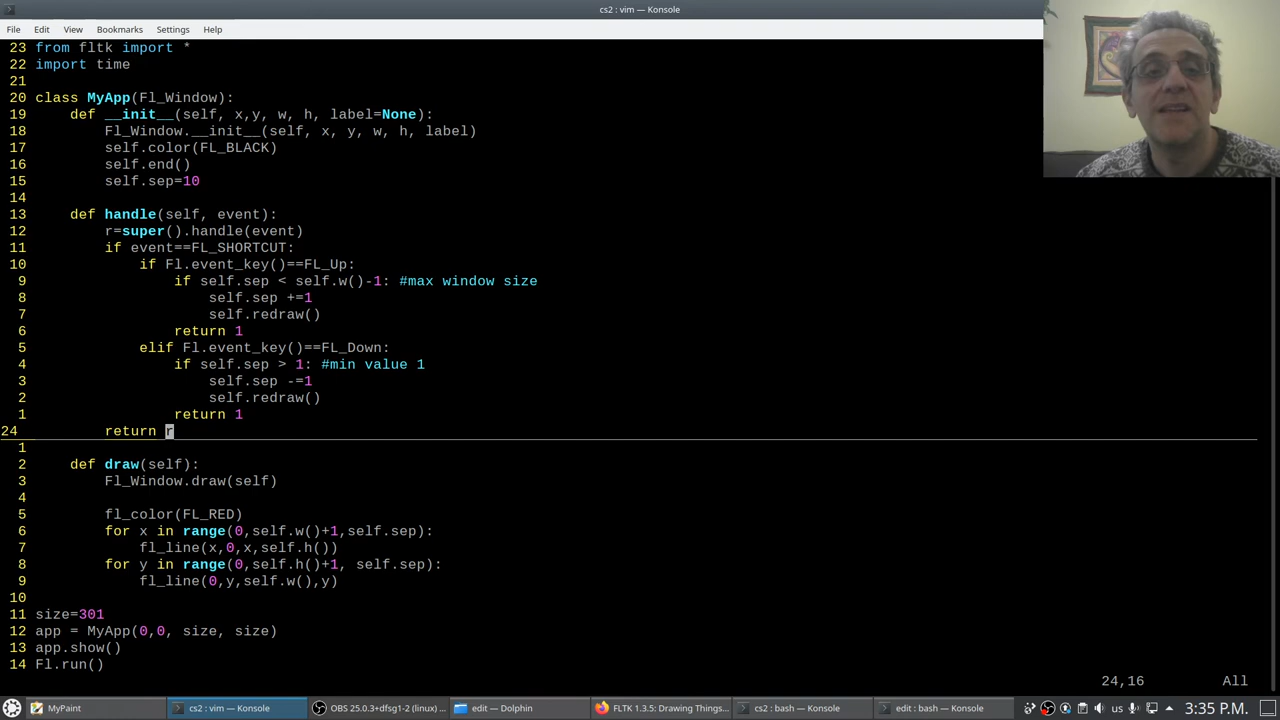 cs2 : vim — Konsole
File Edit View Bookmarks Settings Help
23 from fltk import *
22 import time
21
20 class MyApp(Fl_Window):
19     def __init__(self, x,y, w, h, label=None):
18         Fl_Window.__init__(self, x, y, w, h, label)
17         self.color(FL_BLACK)
16         self.end()
15         self.sep=10
14
13     def handle(self, event):
12         r=super().handle(event)
11         if event==FL_SHORTCUT:
10             if Fl.event_key()==FL_Up:
9                 if self.sep < self.w()-1: #max window size
8                     self.sep +=1
7                     self.redraw()
6                 return 1
5             elif Fl.event_key()==FL_Down:
4                 if self.sep > 1: #min value 1
3                     self.sep -=1
2                     self.redraw()
1                 return 1
24         return r
1
2     def draw(self):
3         Fl_Window.draw(self)
4
5         fl_color(FL_RED)
6         for x in range(0,self.w()+1,self.sep):
7             fl_line(x,0,x,self.h())
8         for y in range(0,self.h()+1, self.sep):
9             fl_line(0,y,self.w(),y)
10
11 size=301
12 app = MyApp(0,0, size, size)
13 app.show()
14 Fl.run()
24,16 All
MyPaint cs2 : vim — Konsole OBS 25.0.3+dfsg1-2 (linux) ... edit — Dolphin FLTK 1.3.5: Drawing Things... cs2 : bash — Konsole edit : bash — Konsole us 3:35 P.M.